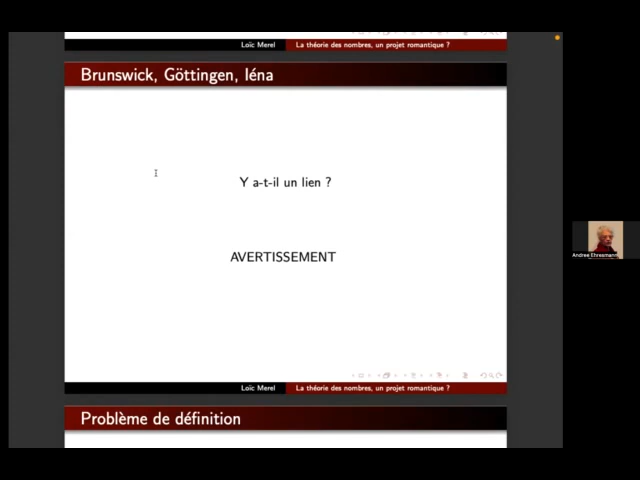 Loïc Merel La théorie des nombres, un projet romantique ?
Brunswick, Göttingen, Iéna
Y a-t-il un lien ?
AVERTISSEMENT
Andree Ehresmann
Loïc Merel La théorie des nombres, un projet romantique ?
Problème de définition